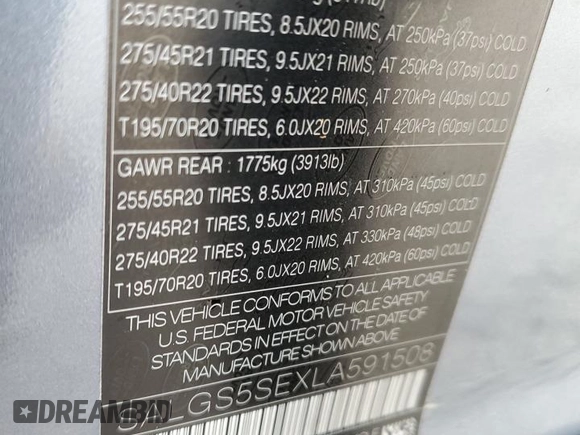 255/55R20 TIRES, 8.5JX20 RIMS, AT 250kPa (37psi) COLD
275/45R21 TIRES, 9.5JX21 RIMS, AT 250kPa (37psi) COLD
275/40R22 TIRES, 9.5JX22 RIMS, AT 270kPa (40psi) COLD
T195/70R20 TIRES, 6.0JX20 RIMS, AT 420kPa (60psi) COLD
GAWR REAR : 1775kg (3913lb)
255/55R20 TIRES, 8.5JX20 RIMS, AT 310kPa (45psi) COLD
275/45R21 TIRES, 9.5JX21 RIMS, AT 310kPa (45psi) COLD
275/40R22 TIRES, 9.5JX22 RIMS, AT 330kPa (48psi) COLD
T195/70R20 TIRES, 6.0JX20 RIMS, AT 420kPa (60psi) COLD
THIS VEHICLE CONFORMS TO ALL APPLICABLE
U.S. FEDERAL MOTOR VEHICLE SAFETY
STANDARDS IN EFFECT ON THE DATE OF
MANUFACTURE SHOWN ABOVE
LGS5SEXLA591508
DREAMBID